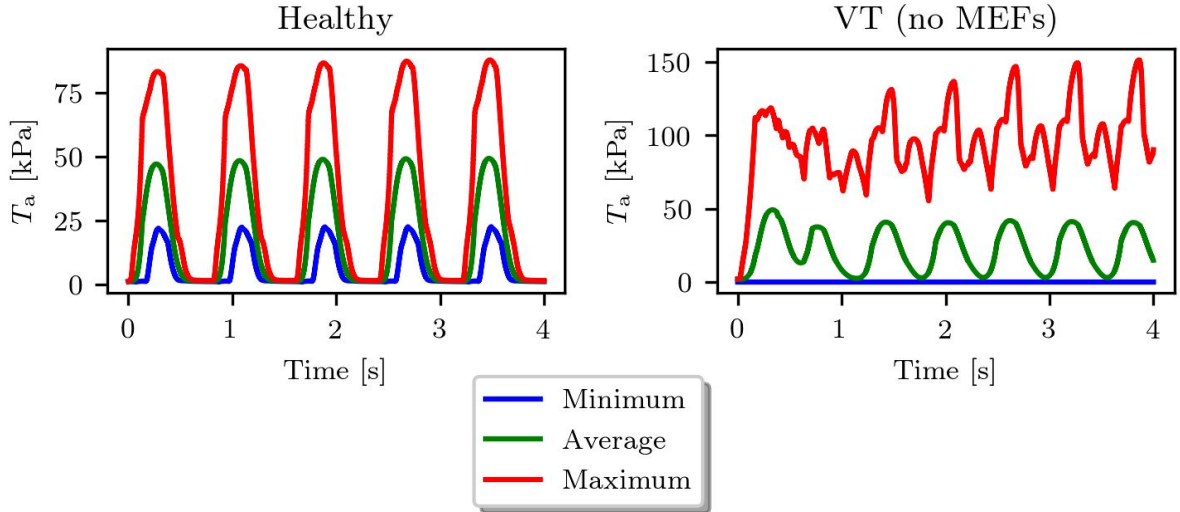 Healthy
75
50
25
0
T_a [kPa]
0 1 2 3 4
Time [s]
VT (no MEFs)
150
100
50
0
T_a [kPa]
0 1 2 3 4
Time [s]
Minimum
Average
Maximum